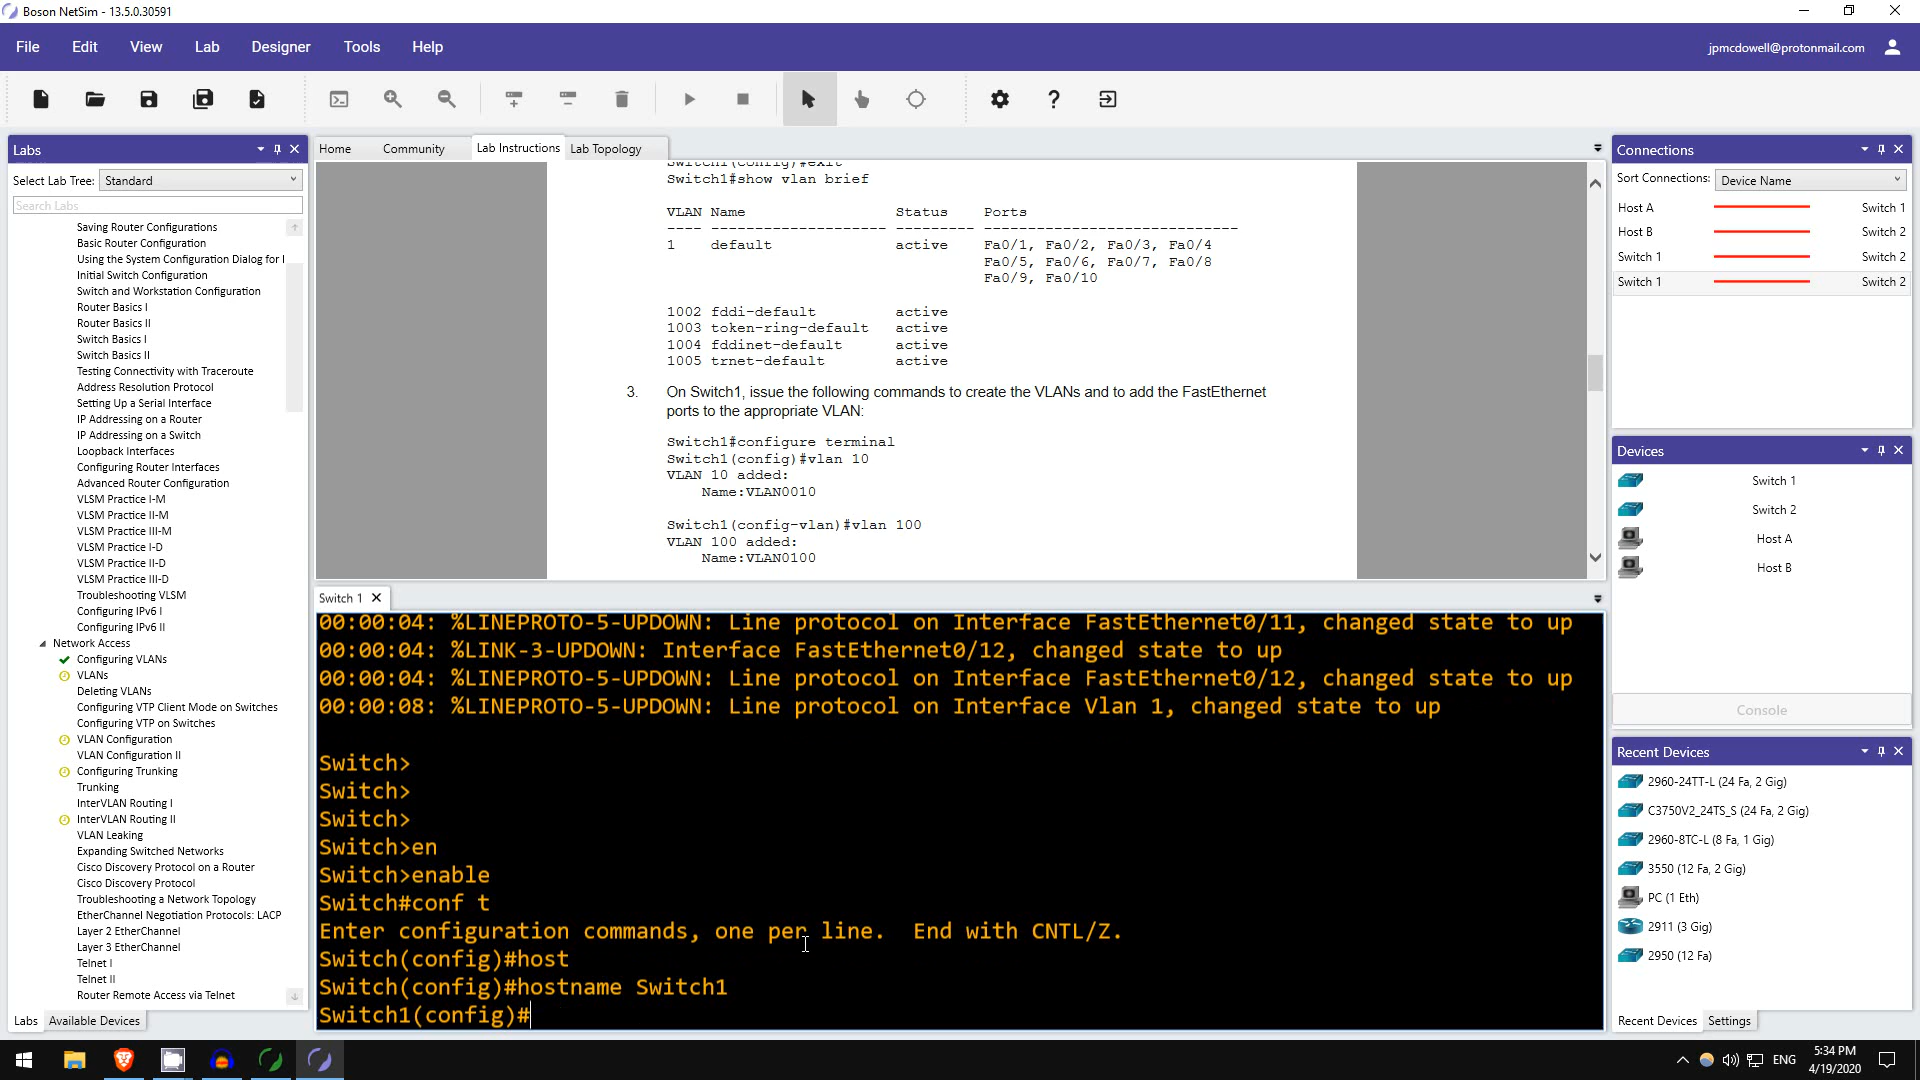 Boson NetSim - 13.5.0.30591
File Edit View Lab Designer Tools Help
jpmcdowell@protonmail.com
Labs
Select Lab Tree: Standard
Search Labs
Saving Router Configurations
Basic Router Configuration
Using the System Configuration Dialog for I
Initial Switch Configuration
Switch and Workstation Configuration
Router Basics I
Router Basics II
Switch Basics I
Switch Basics II
Testing Connectivity with Traceroute
Address Resolution Protocol
Setting Up a Serial Interface
IP Addressing on a Router
IP Addressing on a Switch
Loopback Interfaces
Configuring Router Interfaces
Advanced Router Configuration
VLSM Practice I-M
VLSM Practice II-M
VLSM Practice III-M
VLSM Practice I-D
VLSM Practice II-D
VLSM Practice III-D
Troubleshooting VLSM
Configuring IPv6 I
Configuring IPv6 II
Network Access
Configuring VLANs
VLANs
Deleting VLANs
Configuring VTP Client Mode on Switches
Configuring VTP on Switches
VLAN Configuration
VLAN Configuration II
Configuring Trunking
Trunking
InterVLAN Routing I
InterVLAN Routing II
VLAN Leaking
Expanding Switched Networks
Cisco Discovery Protocol on a Router
Cisco Discovery Protocol
Troubleshooting a Network Topology
EtherChannel Negotiation Protocols: LACP
Layer 2 EtherChannel
Layer 3 EtherChannel
Telnet I
Telnet II
Router Remote Access via Telnet
Labs Available Devices
Home Community Lab Instructions Lab Topology
Switch1(config)#exit
Switch1#show vlan brief
VLAN Name Status Ports
---- -------------------- --------- -----------------------------
1 default active Fa0/1, Fa0/2, Fa0/3, Fa0/4
Fa0/5, Fa0/6, Fa0/7, Fa0/8
Fa0/9, Fa0/10
1002 fddi-default active
1003 token-ring-default active
1004 fddinet-default active
1005 trnet-default active
3. On Switch1, issue the following commands to create the VLANs and to add the FastEthernet
ports to the appropriate VLAN:
Switch1#configure terminal
Switch1(config)#vlan 10
VLAN 10 added:
Name:VLAN0010
Switch1(config-vlan)#vlan 100
VLAN 100 added:
Name:VLAN0100
Switch 1
00:00:04: %LINEPROTO-5-UPDOWN: Line protocol on Interface FastEthernet0/11, changed state to up
00:00:04: %LINK-3-UPDOWN: Interface FastEthernet0/12, changed state to up
00:00:04: %LINEPROTO-5-UPDOWN: Line protocol on Interface FastEthernet0/12, changed state to up
00:00:08: %LINEPROTO-5-UPDOWN: Line protocol on Interface Vlan 1, changed state to up
Switch>
Switch>
Switch>
Switch>en
Switch>enable
Switch#conf t
Enter configuration commands, one per line. End with CNTL/Z.
Switch(config)#host
Switch(config)#hostname Switch1
Switch1(config)#
Connections
Sort Connections: Device Name
Host A Switch 1
Host B Switch 2
Switch 1 Switch 2
Switch 1 Switch 2
Devices
Switch 1
Switch 2
Host A
Host B
Console
Recent Devices
2960-24TT-L (24 Fa, 2 Gig)
C3750V2_24TS_S (24 Fa, 2 Gig)
2960-8TC-L (8 Fa, 1 Gig)
3550 (12 Fa, 2 Gig)
PC (1 Eth)
2911 (3 Gig)
2950 (12 Fa)
Recent Devices Settings
ENG
5:34 PM
4/19/2020